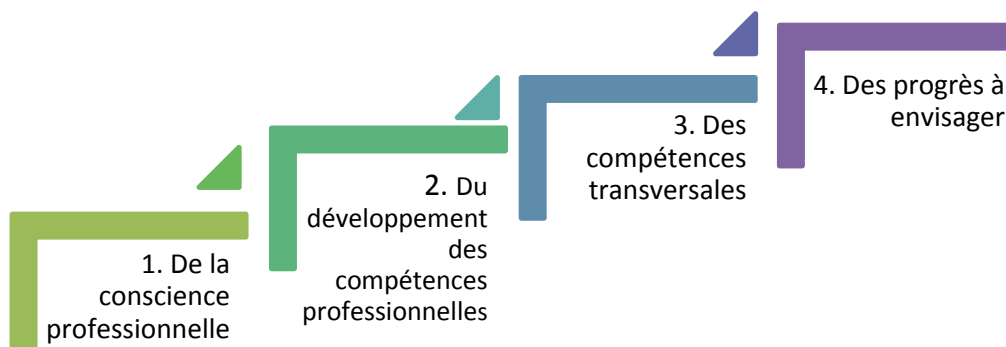 1. De la
conscience
professionnelle
2. Du
développement
des
compétences
professionnelles
3. Des
compétences
transversales
4. Des progrès à
envisager